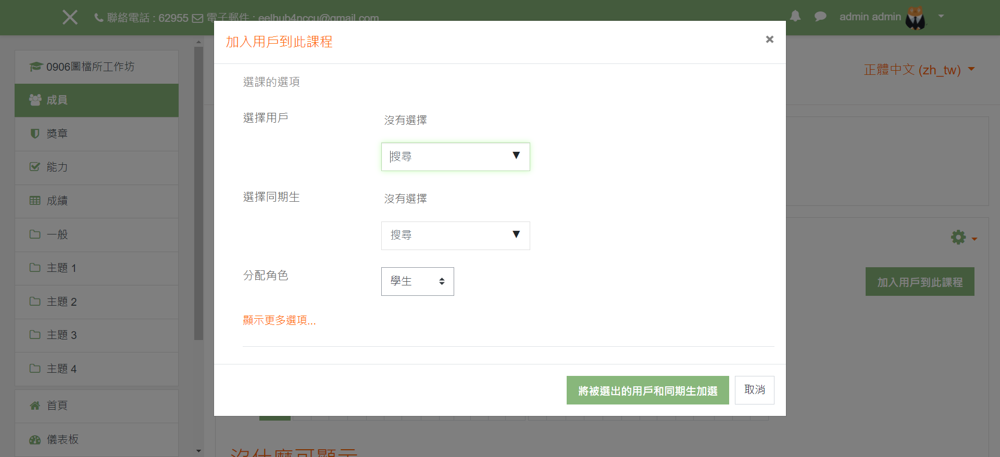 聯絡電話 : 62955 電子郵件 : eelhub4nccu@gmail.com
admin admin
正體中文 (zh_tw)
0906圖檔所工作坊
成員
獎章
能力
成績
一般
主題 1
主題 2
主題 3
主題 4
首頁
儀表板
加入用戶到此課程
×
選課的選項
選擇用戶
沒有選擇
搜尋 ▼
選擇同期生
沒有選擇
搜尋 ▼
分配角色
學生
顯示更多選項...
將被選出的用戶和同期生加選
取消
加入用戶到此課程
沒什麼可顯示